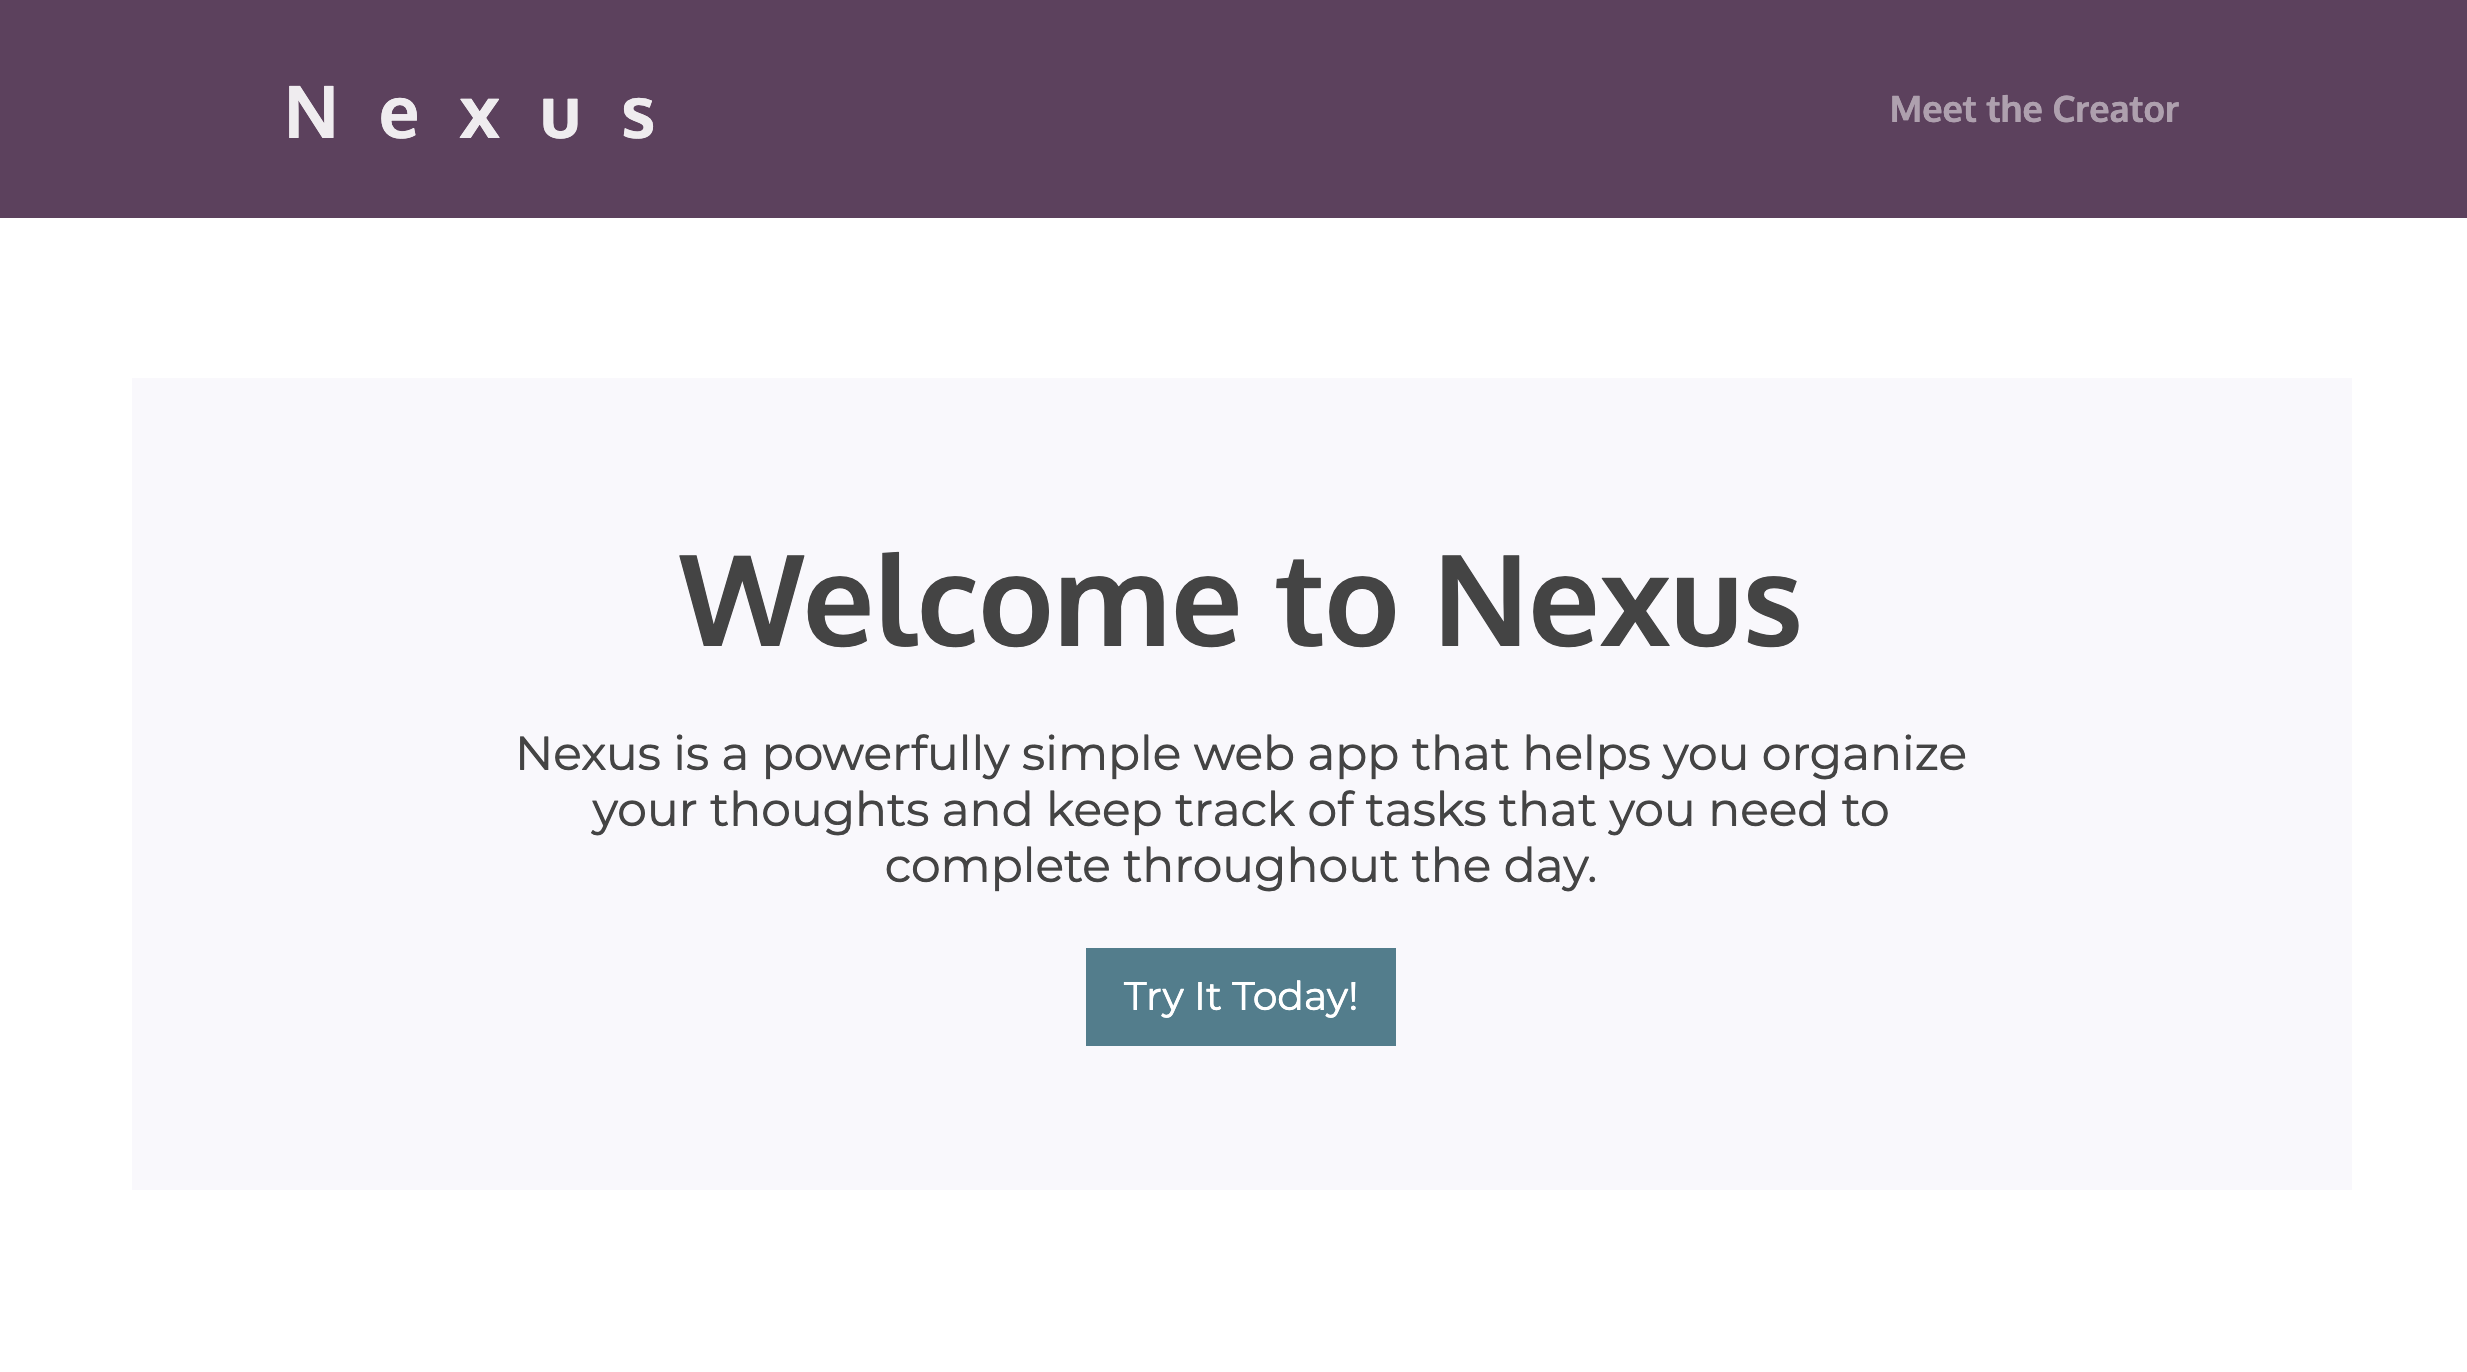 Nexus
Meet the Creator
Welcome to Nexus
Nexus is a powerfully simple web app that helps you organize
your thoughts and keep track of tasks that you need to
complete throughout the day.
Try It Today!